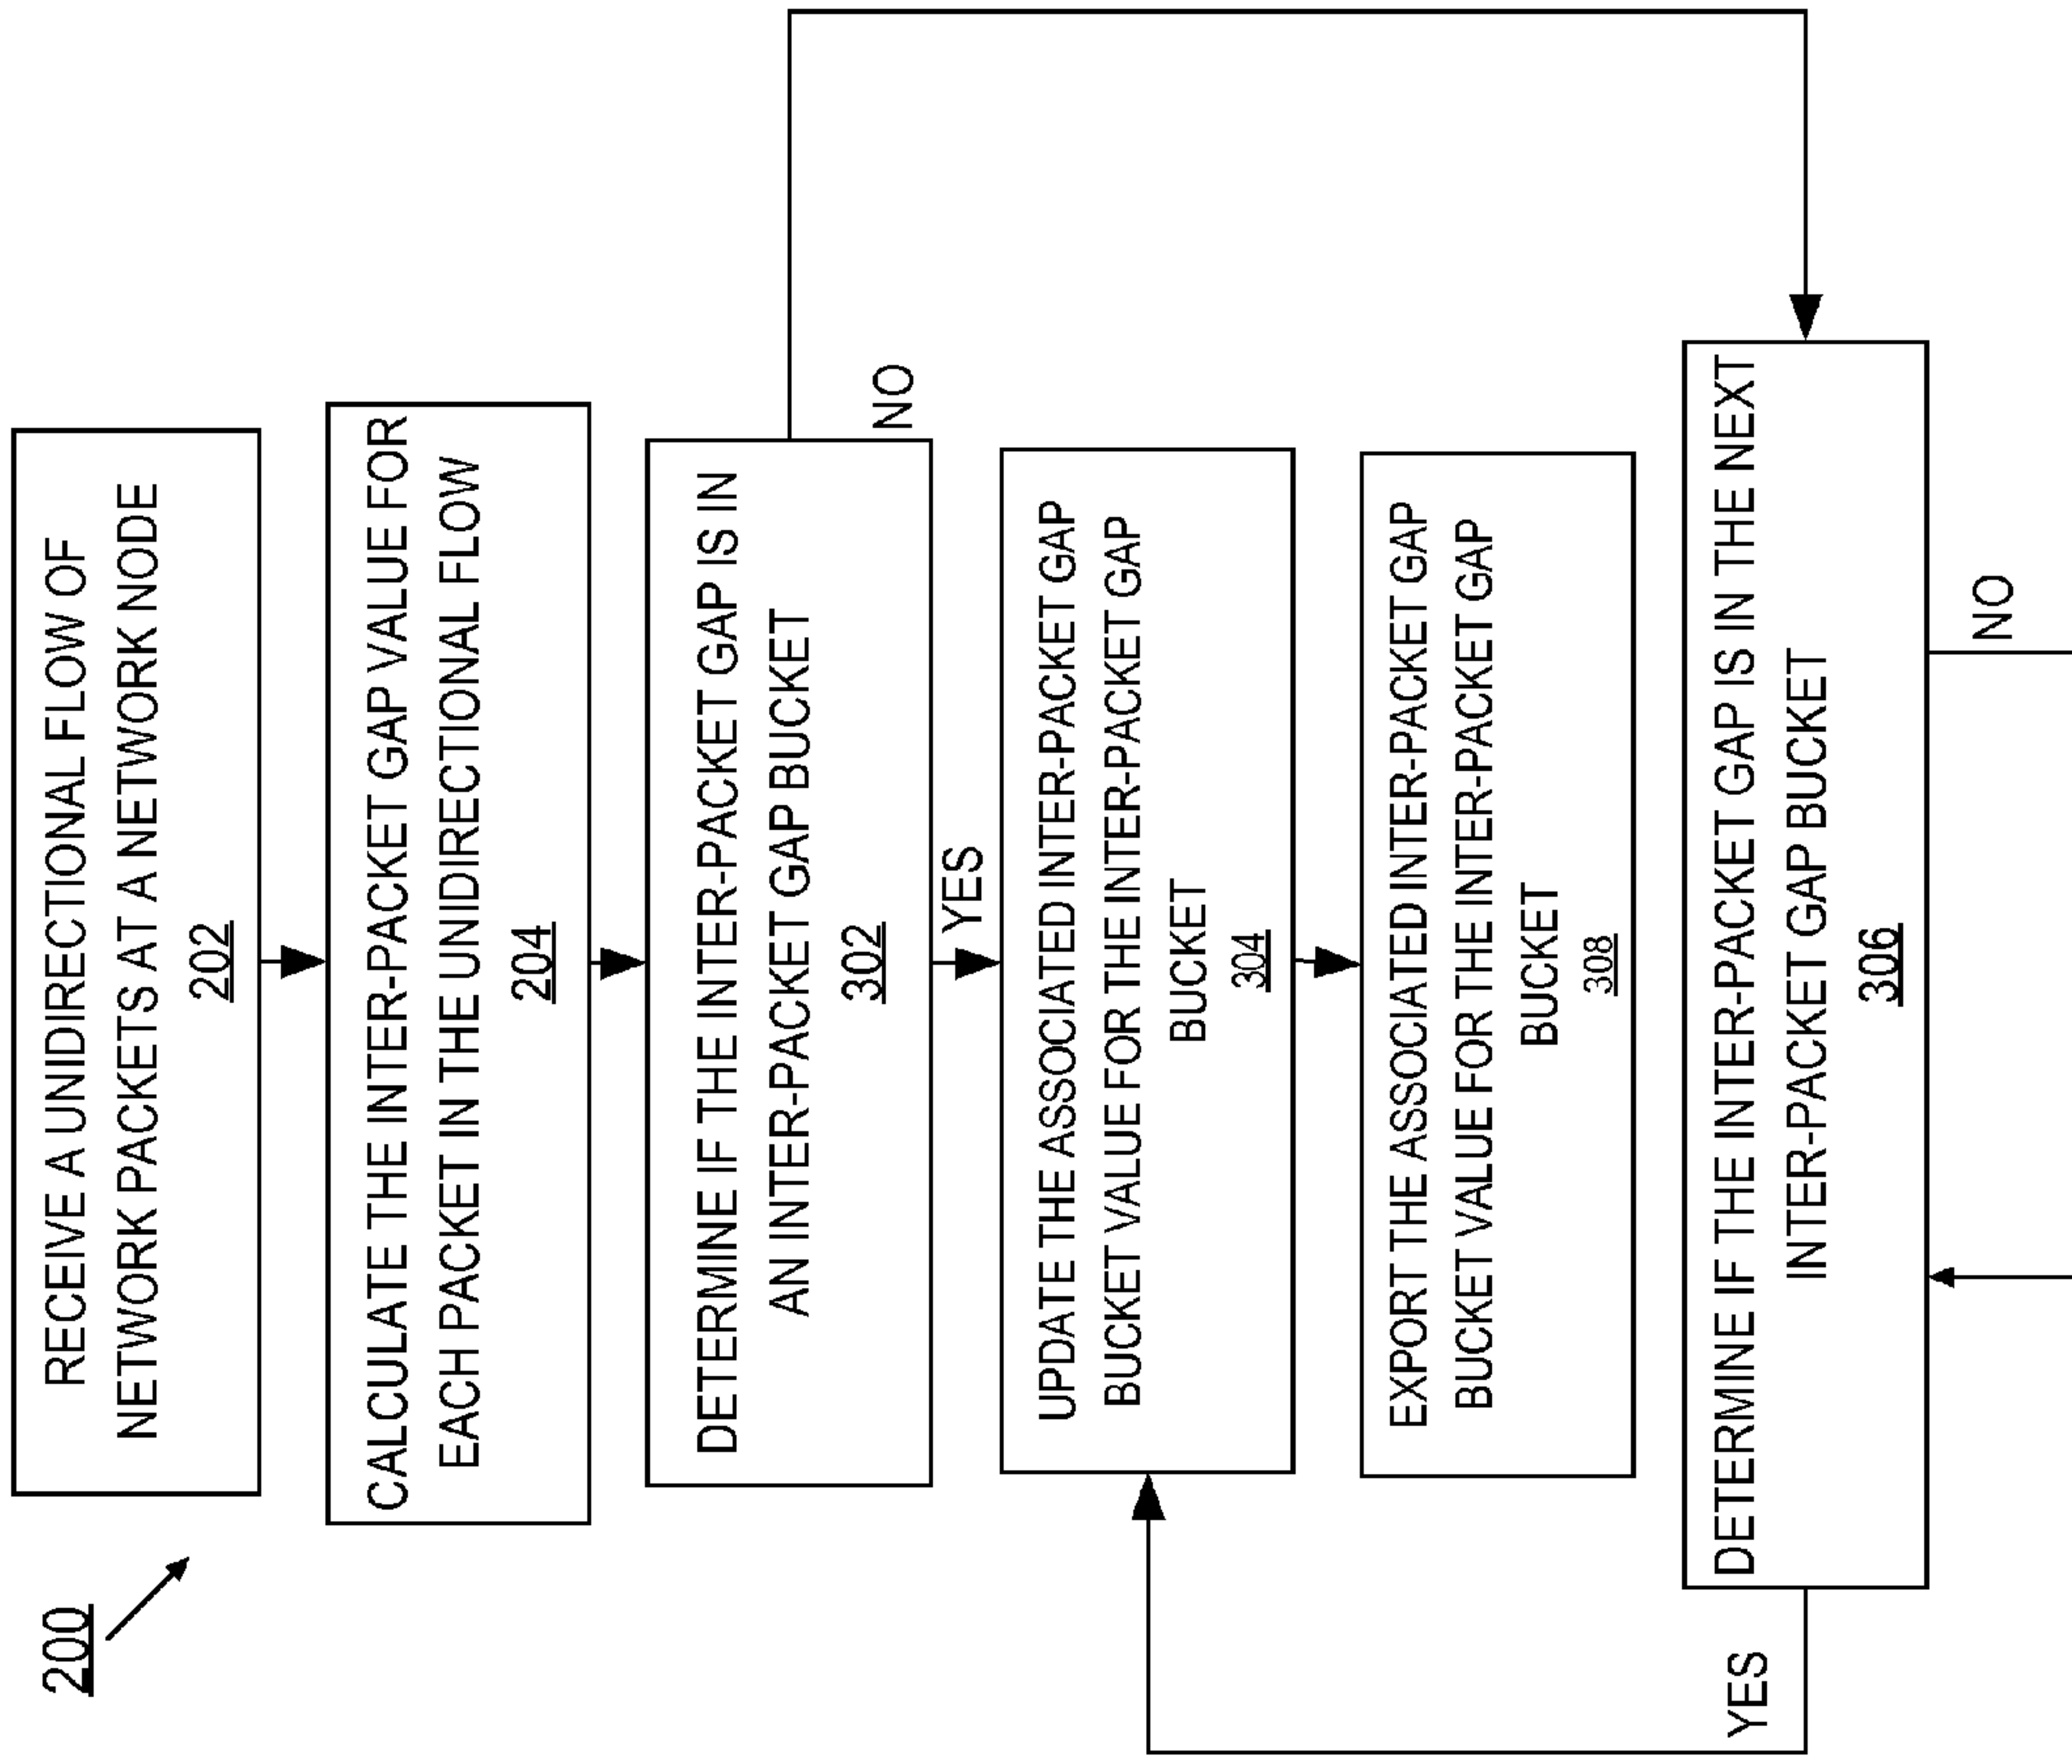 200
RECEIVE A UNIDIRECTIONAL FLOW OF
NETWORK PACKETS AT A NETWORK NODE
202
CALCULATE THE INTER-PACKET GAP VALUE FOR
EACH PACKET IN THE UNIDIRECTIONAL FLOW
204
DETERMINE IF THE INTER-PACKET GAP IS IN
AN INTER-PACKET GAP BUCKET
302
NO
YES
UPDATE THE ASSOCIATED INTER-PACKET GAP
BUCKET VALUE FOR THE INTER-PACKET GAP
BUCKET
304
EXPORT THE ASSOCIATED INTER-PACKET GAP
BUCKET VALUE FOR THE INTER-PACKET GAP
BUCKET
308
YES
DETERMINE IF THE INTER-PACKET GAP IS IN THE NEXT
INTER-PACKET GAP BUCKET
306
NO